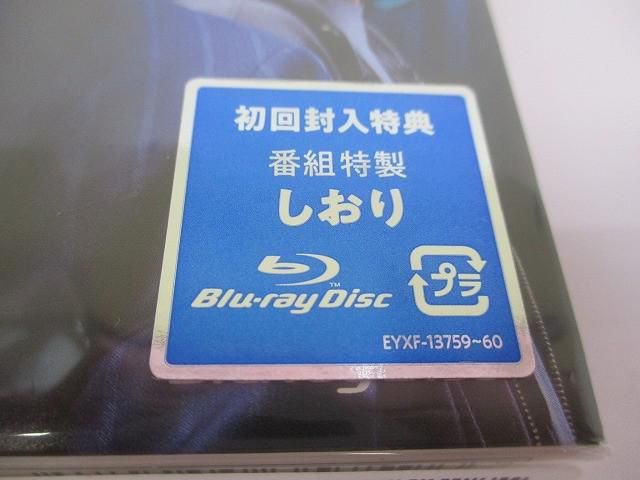 初回封入特典
番組特製
しおり
Blu-ray Disc™
プラ
EYXF-13759~60